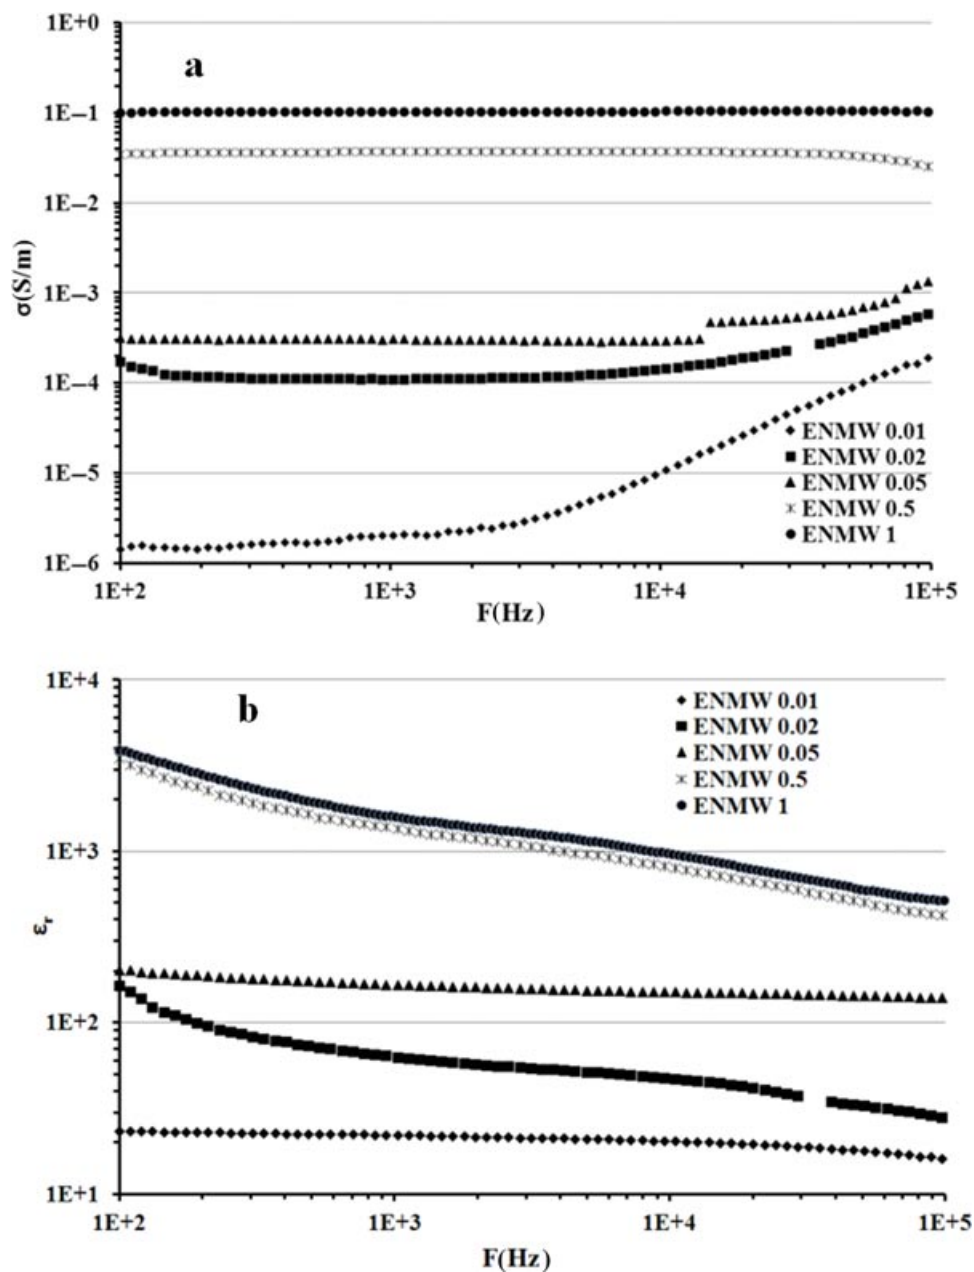 1E+0
a
1E−1
1E−2
σ(S/m)
1E−3
1E−4
1E−5
1E−6
ENMW 0.01
ENMW 0.02
ENMW 0.05
ENMW 0.5
ENMW 1
1E+2
1E+3
1E+4
1E+5
F(Hz)
1E+4
b
ENMW 0.01
ENMW 0.02
ENMW 0.05
ENMW 0.5
ENMW 1
1E+3
εr
1E+2
1E+1
1E+2
1E+3
1E+4
1E+5
F(Hz)